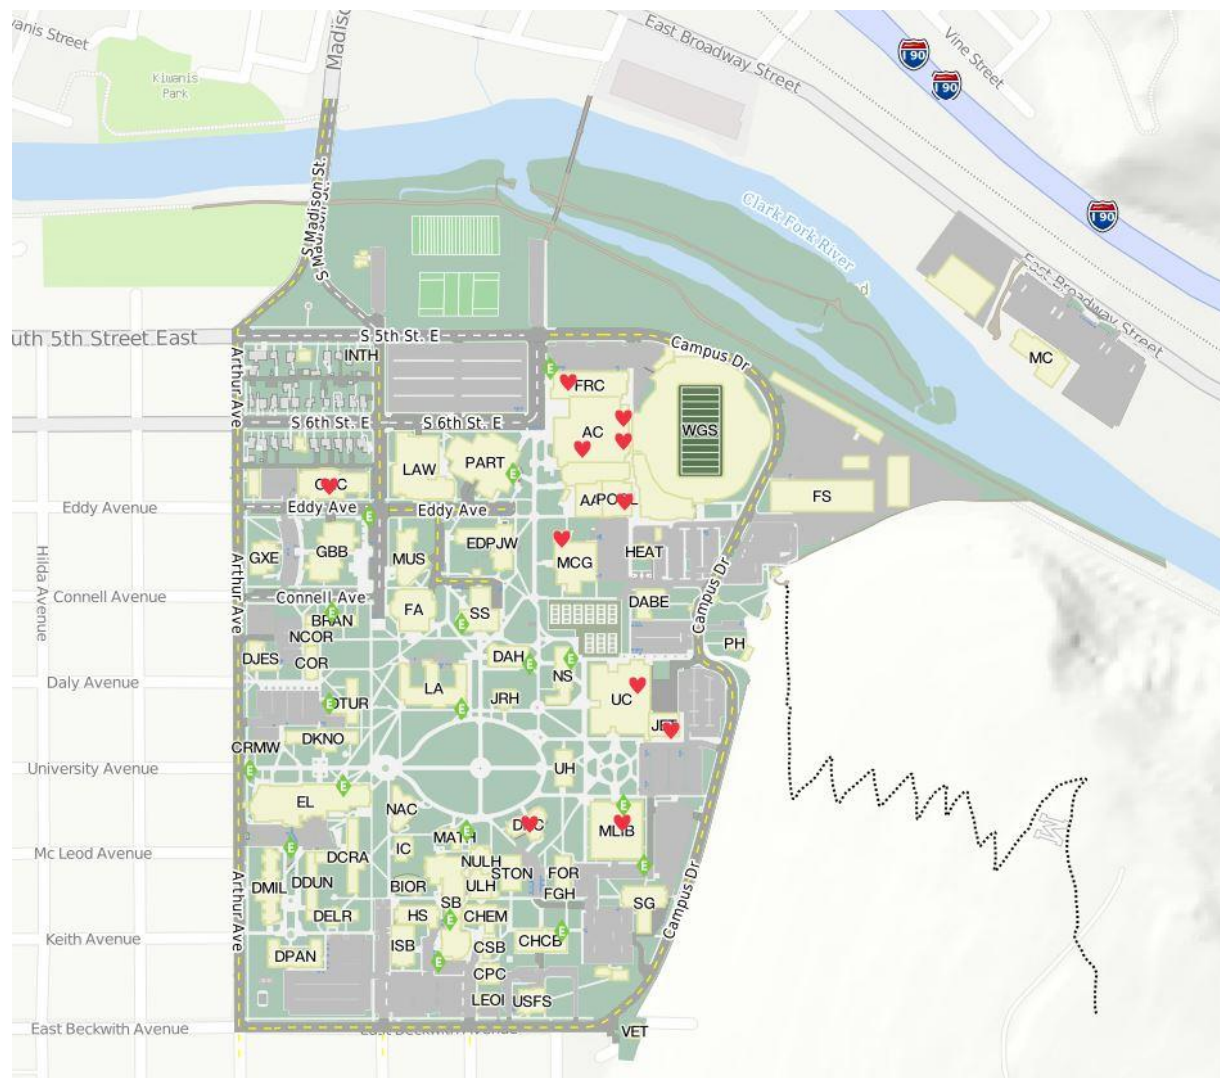 Kiwanis
Park
East Broadway Street
Vine Street
I 90
I 90
I 90
Clark Fork River
East Broadway Street
MC
S Madison St.
S 5th St. E
uth 5th Street East
Campus Dr
Arthur Ave
INTH
FRC
AC
WGS
S 6th St. E
S 6th St. E
LAW
PART
FS
Eddy Avenue
Eddy Ave
Eddy Ave
E
E
E
Hilda Avenue
GXE
GBB
MUS
EDPJW
MCG
HEAT
Arthur Ave
Campus Dr
Connell Avenue
Connell Ave
BRAN
FA
SS
DABE
NCOR
PH
E
E
DJES
COR
DAH
NS
E
E
Daly Avenue
LA
JRH
UC
E
E
CRMW
DKNO
University Avenue
UH
E
E
EL
NAC
MLIB
E
E
MATH
Mc Leod Avenue
IC
E
E
DCRA
NULH
STON
FOR
DMIL
DDUN
BIOR
ULH
FGH
Arthur Ave
Campus Dr
SB
SG
DELR
HS
CHEM
E
E
Keith Avenue
ISB
CSB
CHCB
DPAN
E
CPC
LEOI
USFS
East Beckwith Avenue
VET
M